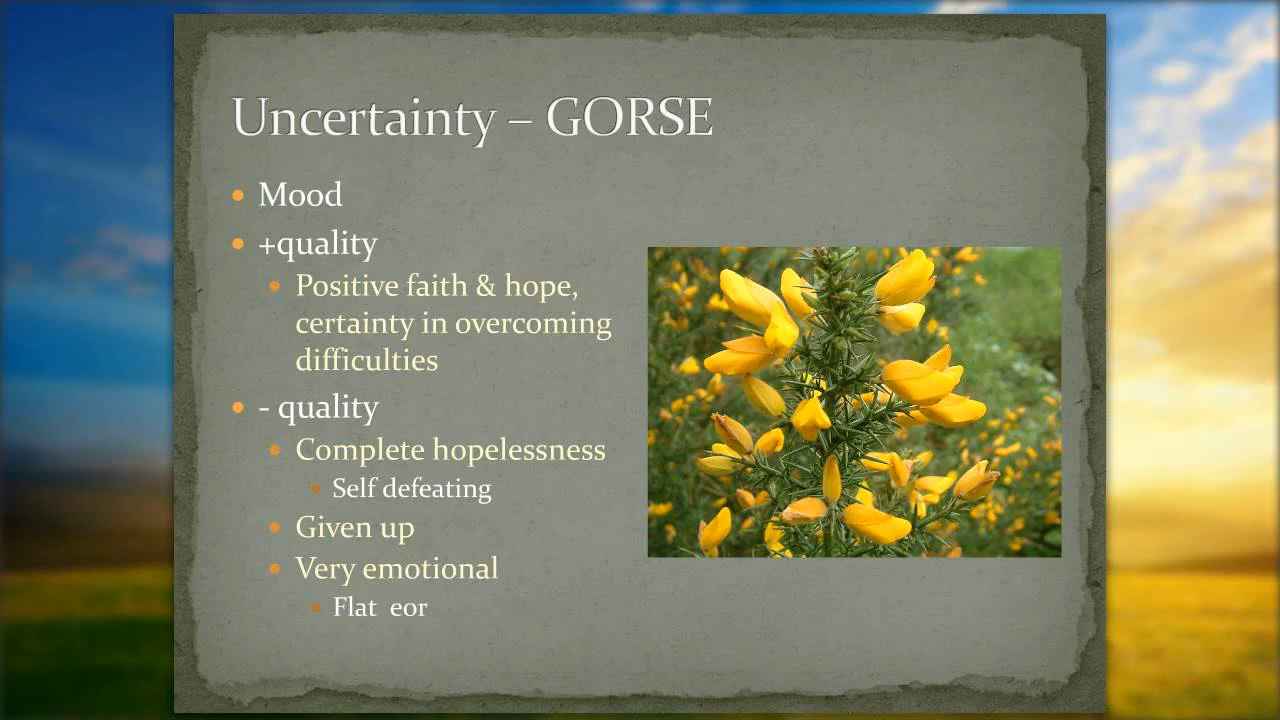 Uncertainty – GORSE
Mood
+quality
Positive faith & hope,
certainty in overcoming
difficulties
- quality
Complete hopelessness
Self defeating
Given up
Very emotional
Flat eor